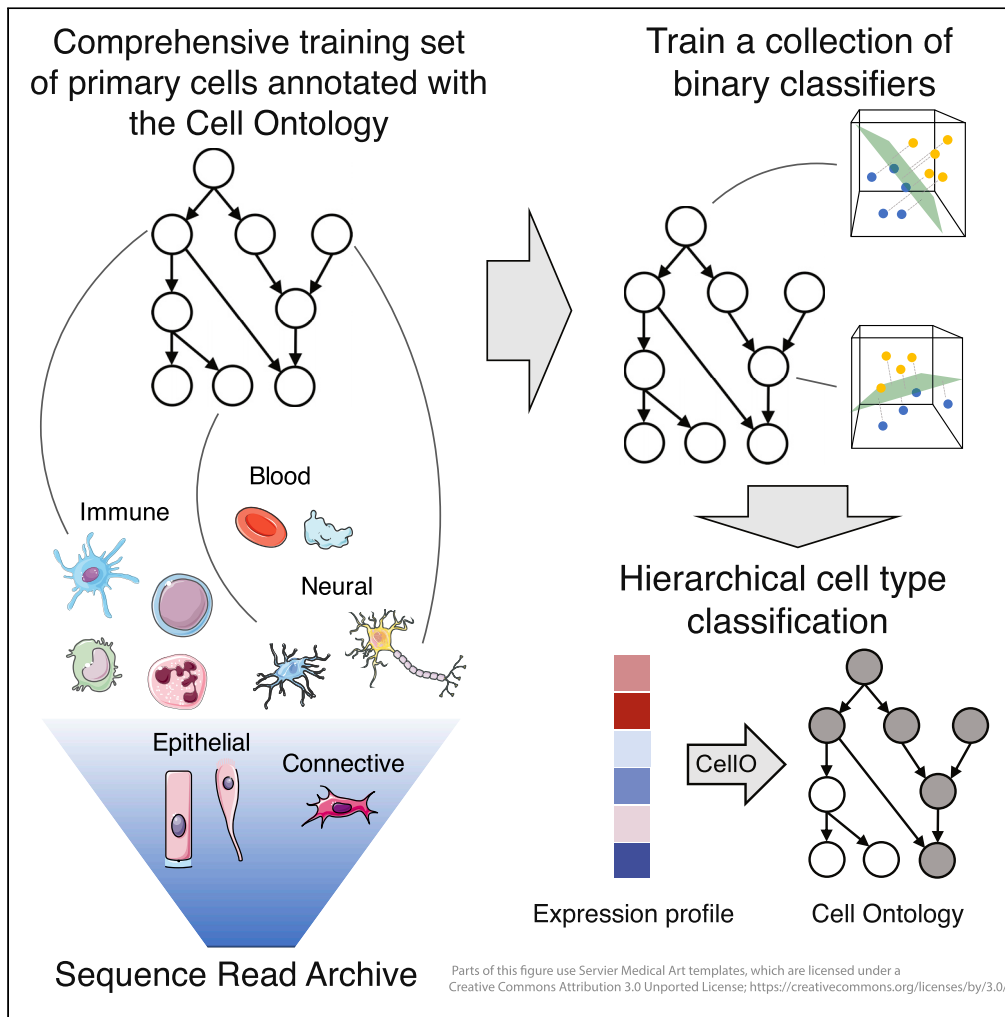 Comprehensive training set
of primary cells annotated with
the Cell Ontology
Train a collection of
binary classifiers
Blood
Immune
Neural
Epithelial
Connective
Sequence Read Archive
Hierarchical cell type
classification
CellO
Expression profile
Cell Ontology
Parts of this figure use Servier Medical Art templates, which are licensed under a
Creative Commons Attribution 3.0 Unported License; https://creativecommons.org/licenses/by/3.0/